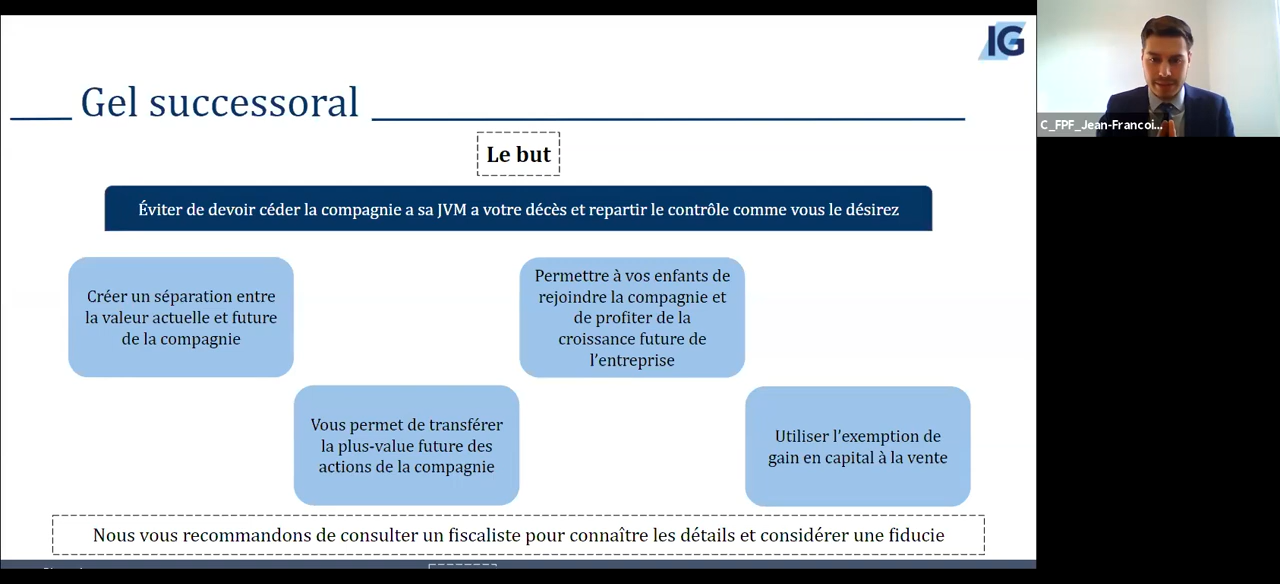 IG
Gel successoral
Le but
Éviter de devoir céder la compagnie a sa JVM a votre décès et repartir le contrôle comme vous le désirez
Créer un séparation entre
la valeur actuelle et future
de la compagnie
Vous permet de transférer
la plus-value future des
actions de la compagnie
Permettre à vos enfants de
rejoindre la compagnie et
de profiter de la
croissance future de
l'entreprise
Utiliser l'exemption de
gain en capital à la vente
Nous vous recommandons de consulter un fiscaliste pour connaître les détails et considérer une fiducie
C_FPF_Jean-Francoi...